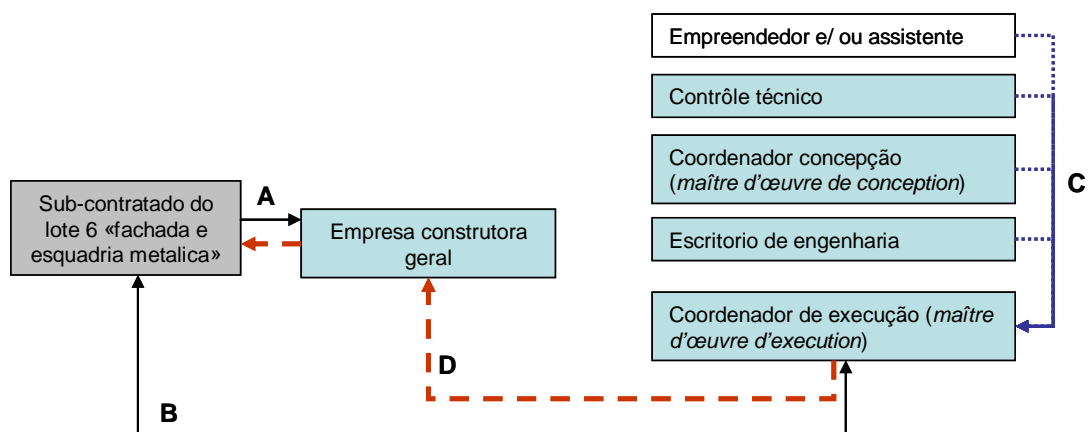 Empreendedor e/ ou assistente
Contrôle técnico
Coordenador concepção
(maître d'œuvre de conception)
C
A
Sub-contratado do
lote 6 «fachada e
esquadria metalica»
Empresa construtora
geral
Escritorio de engenharia
Coordenador de execução (maître
d'œuvre d'execution)
D
B